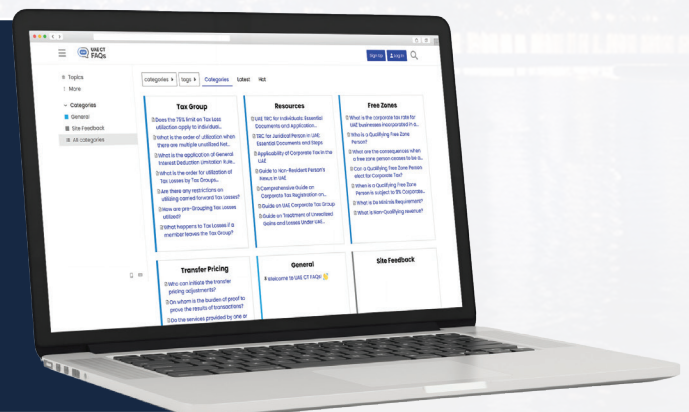 UAE CT
FAQs
Sign Up
Log In
Topics
More
Categories
General
Site Feedback
All categories
categories
tags
Categories
Latest
Hot
Tax Group
Does the 75% limit on Tax Loss
utilization apply to individuals...
What is the order of utilization when
there are multiple unutilized Net...
What is the application of General
Interest Deduction Limitation Rule...
What is the order for utilization of
Tax Losses by Tax Groups...
Are there any restrictions on
utilizing carried forward Tax Losses?
How are pre-Grouping Tax Losses
utilized?
What happens to Tax Losses if a
member leaves the Tax Group?
Resources
UAE TRC for Individuals: Essential
Documents and Application...
TRC for Juridical Person in UAE:
Essential Documents and Steps
Applicability of Corporate Tax in the
UAE
Guide to Non-Resident Person's
Nexus in UAE
Comprehensive Guide on
Corporate Tax Registration on...
Guide on UAE Corporate Tax Group
Guide on Treatment of Unrealised
Gains and Losses Under UAE...
Free Zones
What is the corporate tax rate for
UAE businesses incorporated in a...
Who is a Qualifying Free Zone
Person?
What are the consequences when
a free zone person ceases to be a...
Can a Qualifying Free Zone Person
elect for Corporate Tax?
When is a Qualifying Free Zone
Person is subject to 9% Corporate...
What is De Minimis Requirement?
What is Non-Qualifying revenue?
Transfer Pricing
Who can initiate the transfer
pricing adjustments?
On whom is the burden of proof to
prove the results of transactions?
Do the services provided by one or
General
Welcome to UAE CT FAQs!
Site Feedback